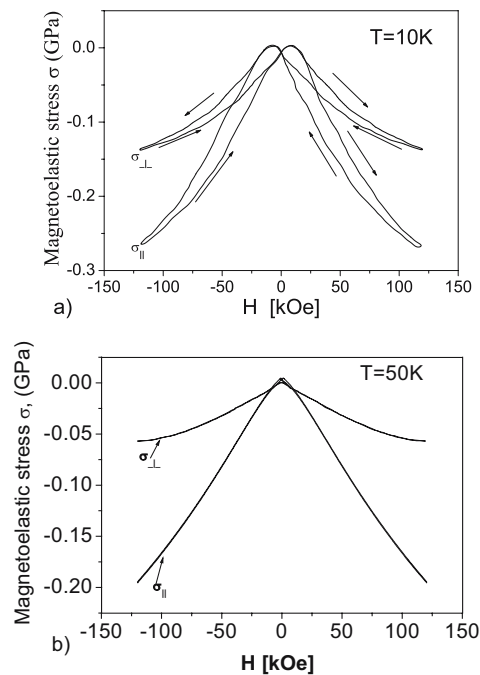 Magnetoelastic stress σ (GPa)
T=10K
0.0
-0.1
-0.2
-0.3
σ⊥
σ∥
-150 -100 -50 0 50 100 150
a)
H [kOe]
Magnetoelastic stress σ, (GPa)
T=50K
0.00
-0.05
-0.10
-0.15
-0.20
σ⊥
σ∥
-150 -100 -50 0 50 100 150
b)
H [kOe]